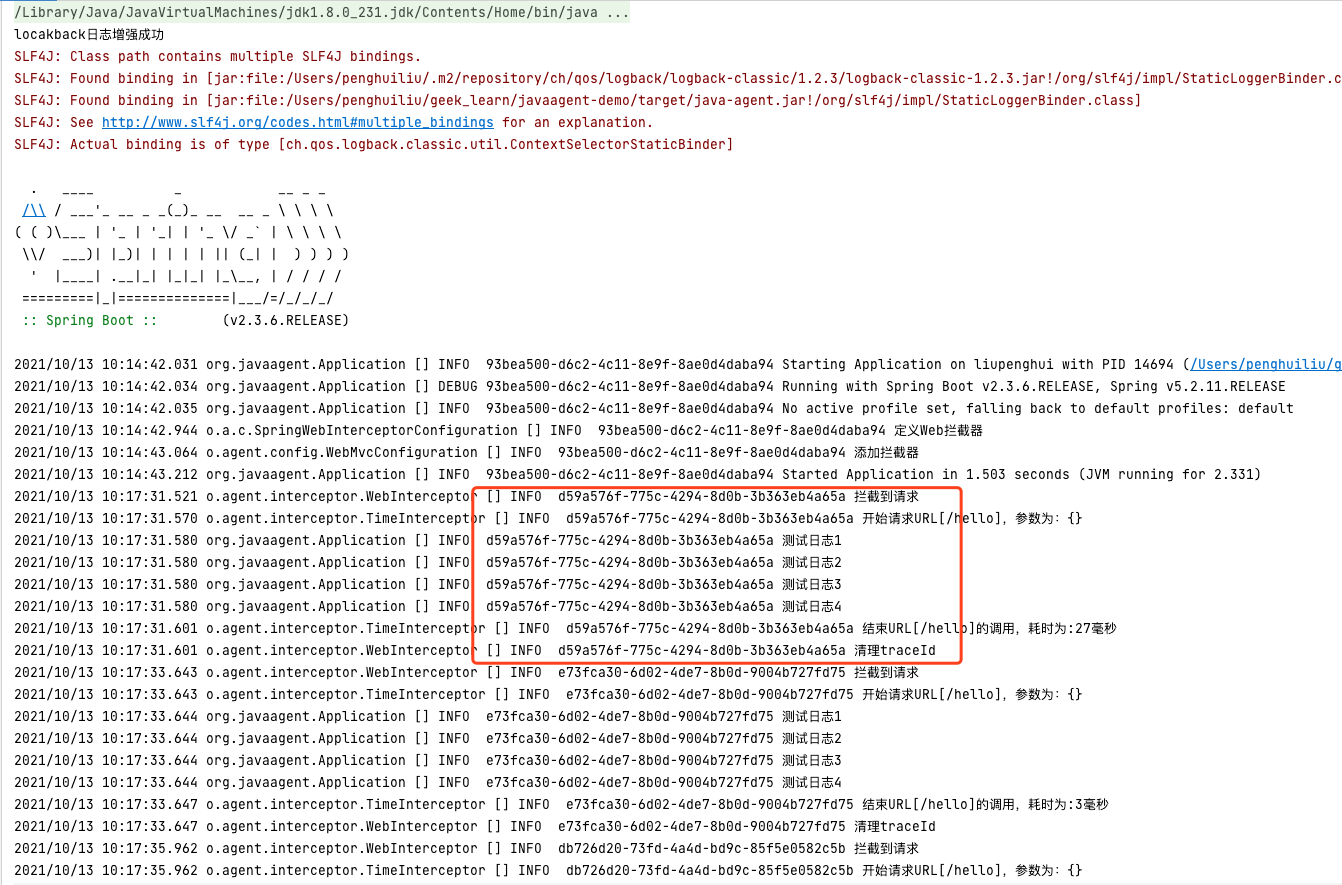 /Library/Java/JavaVirtualMachines/jdk1.8.0_231.jdk/Contents/Home/bin/java ...
locakback日志增强成功
SLF4J: Class path contains multiple SLF4J bindings.
SLF4J: Found binding in [jar:file:/Users/penghuiliu/.m2/repository/ch/qos/logback/logback-classic/1.2.3/logback-classic-1.2.3.jar!/org/slf4j/impl/StaticLoggerBinder.c
SLF4J: Found binding in [jar:file:/Users/penghuiliu/geek_learn/javaagent-demo/target/java-agent.jar!/org/slf4j/impl/StaticLoggerBinder.class]
SLF4J: See http://www.slf4j.org/codes.html#multiple_bindings for an explanation.
SLF4J: Actual binding is of type [ch.qos.logback.classic.util.ContextSelectorStaticBinder]
  .   ____          _            __ _ _
 /\\ / ___'_ __ _ _(_)_ __  __ _ \ \ \ \
( ( )\___ | '_ | '_| | '_ \/ _` | \ \ \ \
 \\/  ___)| |_)| | | | | || (_| |  ) ) ) )
  '  |____| .__|_| |_|_| |_\__, | / / / /
 =========|_|==============|___/=/_/_/_/
 :: Spring Boot ::        (v2.3.6.RELEASE)
2021/10/13 10:14:42.031 org.javaagent.Application [] INFO  93bea500-d6c2-4c11-8e9f-8ae0d4daba94 Starting Application on liupenghui with PID 14694 (/Users/penghuiliu/g
2021/10/13 10:14:42.034 org.javaagent.Application [] DEBUG 93bea500-d6c2-4c11-8e9f-8ae0d4daba94 Running with Spring Boot v2.3.6.RELEASE, Spring v5.2.11.RELEASE
2021/10/13 10:14:42.035 org.javaagent.Application [] INFO  93bea500-d6c2-4c11-8e9f-8ae0d4daba94 No active profile set, falling back to default profiles: default
2021/10/13 10:14:42.944 o.a.c.SpringWebInterceptorConfiguration [] INFO  93bea500-d6c2-4c11-8e9f-8ae0d4daba94 定义Web拦截器
2021/10/13 10:14:43.064 o.agent.config.WebMvcConfiguration [] INFO  93bea500-d6c2-4c11-8e9f-8ae0d4daba94 添加拦截器
2021/10/13 10:14:43.212 org.javaagent.Application [] INFO  93bea500-d6c2-4c11-8e9f-8ae0d4daba94 Started Application in 1.503 seconds (JVM running for 2.331)
2021/10/13 10:17:31.521 o.agent.interceptor.WebInterceptor [] INFO  d59a576f-775c-4294-8d0b-3b363eb4a65a 拦截到请求
2021/10/13 10:17:31.570 o.agent.interceptor.TimeInterceptor [] INFO  d59a576f-775c-4294-8d0b-3b363eb4a65a 开始请求URL[/hello]，参数为：{}
2021/10/13 10:17:31.580 org.javaagent.Application [] INFO  d59a576f-775c-4294-8d0b-3b363eb4a65a 测试日志1
2021/10/13 10:17:31.580 org.javaagent.Application [] INFO  d59a576f-775c-4294-8d0b-3b363eb4a65a 测试日志2
2021/10/13 10:17:31.580 org.javaagent.Application [] INFO  d59a576f-775c-4294-8d0b-3b363eb4a65a 测试日志3
2021/10/13 10:17:31.580 org.javaagent.Application [] INFO  d59a576f-775c-4294-8d0b-3b363eb4a65a 测试日志4
2021/10/13 10:17:31.601 o.agent.interceptor.TimeInterceptor [] INFO  d59a576f-775c-4294-8d0b-3b363eb4a65a 结束URL[/hello]的调用，耗时为:27毫秒
2021/10/13 10:17:31.601 o.agent.interceptor.WebInterceptor [] INFO  d59a576f-775c-4294-8d0b-3b363eb4a65a 清理traceId
2021/10/13 10:17:33.643 o.agent.interceptor.WebInterceptor [] INFO  e73fca30-6d02-4de7-8b0d-9004b727fd75 拦截到请求
2021/10/13 10:17:33.643 o.agent.interceptor.TimeInterceptor [] INFO  e73fca30-6d02-4de7-8b0d-9004b727fd75 开始请求URL[/hello]，参数为：{}
2021/10/13 10:17:33.644 org.javaagent.Application [] INFO  e73fca30-6d02-4de7-8b0d-9004b727fd75 测试日志1
2021/10/13 10:17:33.644 org.javaagent.Application [] INFO  e73fca30-6d02-4de7-8b0d-9004b727fd75 测试日志2
2021/10/13 10:17:33.644 org.javaagent.Application [] INFO  e73fca30-6d02-4de7-8b0d-9004b727fd75 测试日志3
2021/10/13 10:17:33.644 org.javaagent.Application [] INFO  e73fca30-6d02-4de7-8b0d-9004b727fd75 测试日志4
2021/10/13 10:17:33.647 o.agent.interceptor.TimeInterceptor [] INFO  e73fca30-6d02-4de7-8b0d-9004b727fd75 结束URL[/hello]的调用，耗时为:3毫秒
2021/10/13 10:17:33.647 o.agent.interceptor.WebInterceptor [] INFO  e73fca30-6d02-4de7-8b0d-9004b727fd75 清理traceId
2021/10/13 10:17:35.962 o.agent.interceptor.WebInterceptor [] INFO  db726d20-73fd-4a4d-bd9c-85f5e0582c5b 拦截到请求
2021/10/13 10:17:35.962 o.agent.interceptor.TimeInterceptor [] INFO  db726d20-73fd-4a4d-bd9c-85f5e0582c5b 开始请求URL[/hello]，参数为：{}